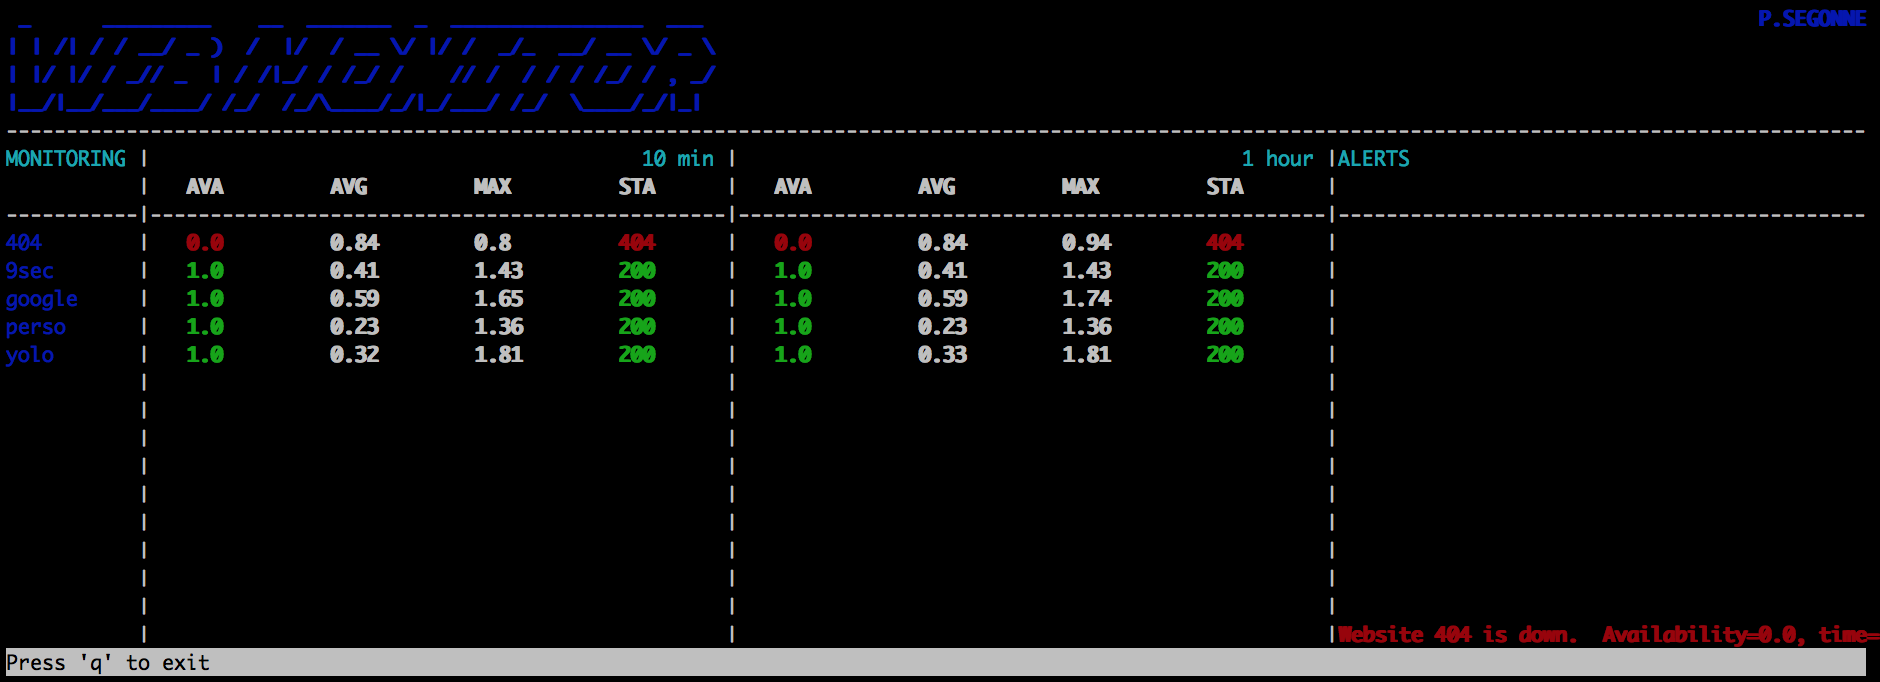 P.SEGONNE
MONITORING | 10 min | 1 hour |ALERTS
| AVA AVG MAX STA | AVA AVG MAX STA |
404 | 0.0 0.84 0.8 404 | 0.0 0.84 0.94 404 |
9sec | 1.0 0.41 1.43 200 | 1.0 0.41 1.43 200 |
google | 1.0 0.59 1.65 200 | 1.0 0.59 1.74 200 |
perso | 1.0 0.23 1.36 200 | 1.0 0.23 1.36 200 |
yolo | 1.0 0.32 1.81 200 | 1.0 0.33 1.81 200 |
|Website 404 is down. Availability=0.0, time=
Press 'q' to exit